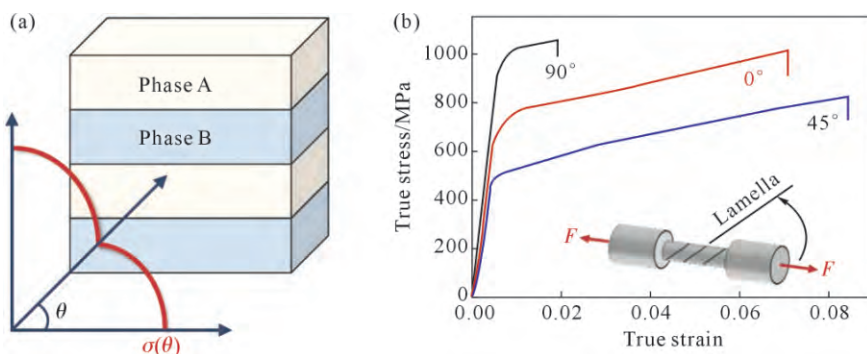 (a)
Phase A
Phase B
θ
σ(θ)
(b)
True stress/MPa
1000
800
600
400
200
0
0.00
0.02
0.04
0.06
0.08
True strain
90°
0°
45°
Lamella
F
F